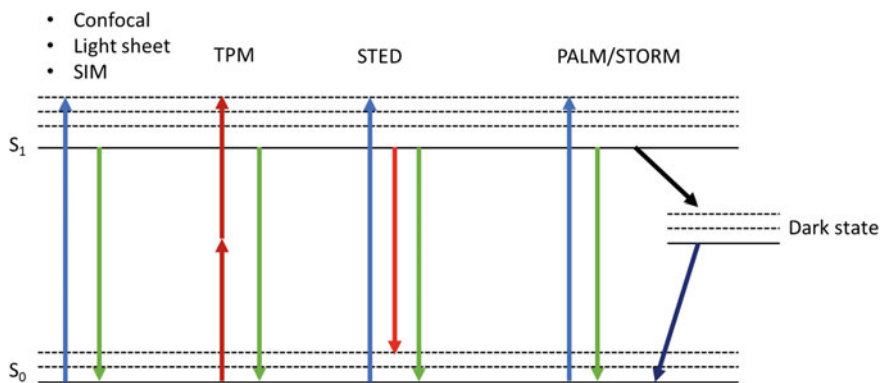 • Confocal
• Light sheet
• SIM
TPM
STED
PALM/STORM
S₁
Dark state
S₀